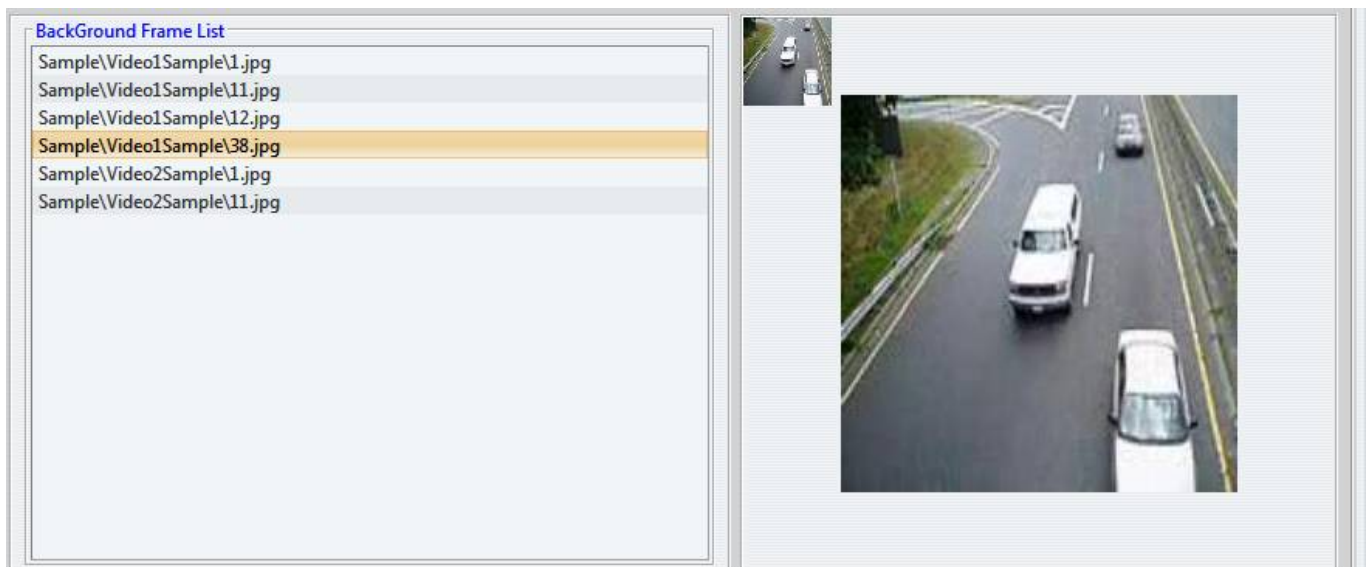 BackGround Frame List
Sample\Video1Sample\1.jpg
Sample\Video1Sample\11.jpg
Sample\Video1Sample\12.jpg
Sample\Video1Sample\38.jpg
Sample\Video2Sample\1.jpg
Sample\Video2Sample\11.jpg